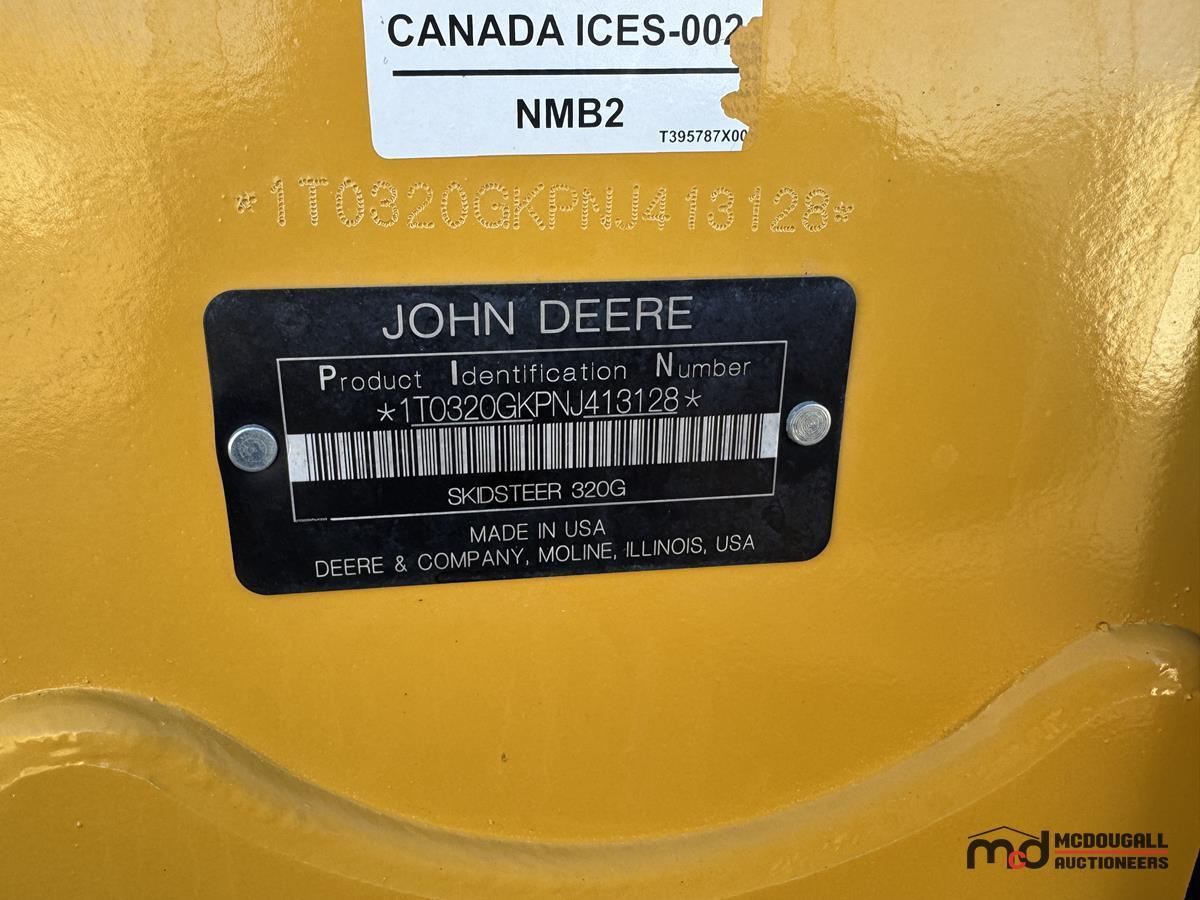 CANADA ICES-002
NMB2
T395787X00
*1T0320GKPNJ413128*
JOHN DEERE
Product Identification Number
*1T0320GKPNJ413128*
SKIDSTEER 320G
MADE IN USA
DEERE & COMPANY, MOLINE, ILLINOIS, USA
mcd MCDOUGALL
AUCTIONEERS